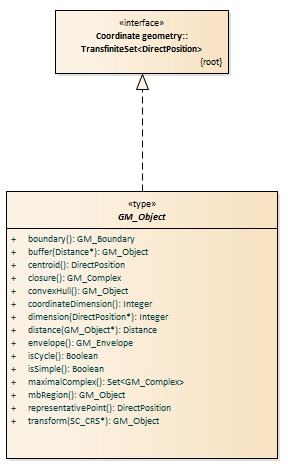 «interface»
Coordinate geometry::
TransfiniteSet<DirectPosition>
{root}
«type»
GM_Object
+ boundary(): GM_Boundary
+ buffer(Distance*): GM_Object
+ centroid(): DirectPosition
+ closure(): GM_Complex
+ convexHull(): GM_Object
+ coordinateDimension(): Integer
+ dimension(DirectPosition*): Integer
+ distance(GM_Object*): Distance
+ envelope(): GM_Envelope
+ isCycle(): Boolean
+ isSimple(): Boolean
+ maximalComplex(): Set<GM_Complex>
+ mbRegion(): GM_Object
+ representativePoint(): DirectPosition
+ transform(SC_CRS*): GM_Object